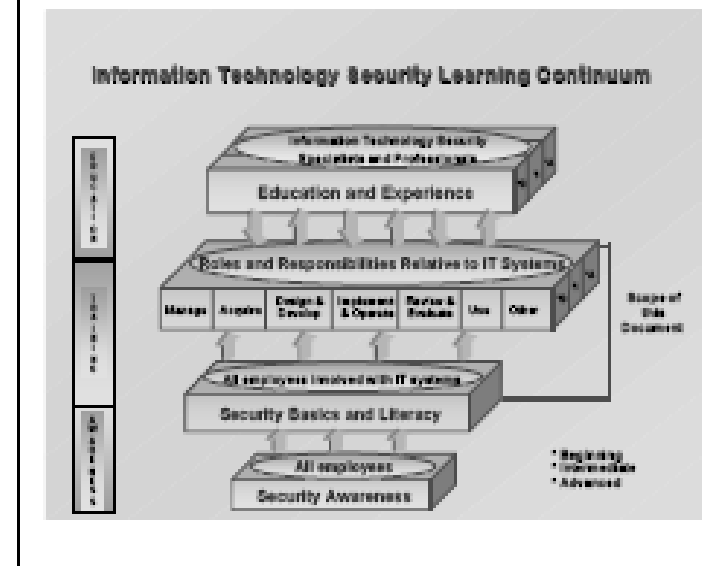 Information Technology Security Learning Continuum
EDUCATION
Information Technology Security
Specialists and Professionals
Education and Experience
Roles and Responsibilities Relative to IT Systems
TRAINING
Manage
Acquire
Design &
Develop
Implement
& Operate
Review &
Evaluate
Use
Other
Scope of
this
Document
All employees involved with IT systems
Security Basics and Literacy
AWARENESS
All employees
Security Awareness
* Beginning
* Intermediate
* Advanced